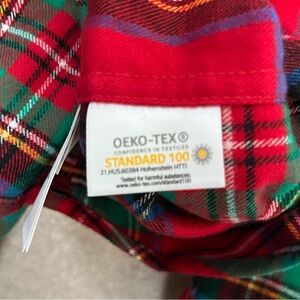 OEKO-TEX®
CONFIDENCE IN TEXTILES
STANDARD 100
21.HUS.60384 Hohenstein HTTI
Tested for harmful substances.
www.oeko-tex.com/standard100